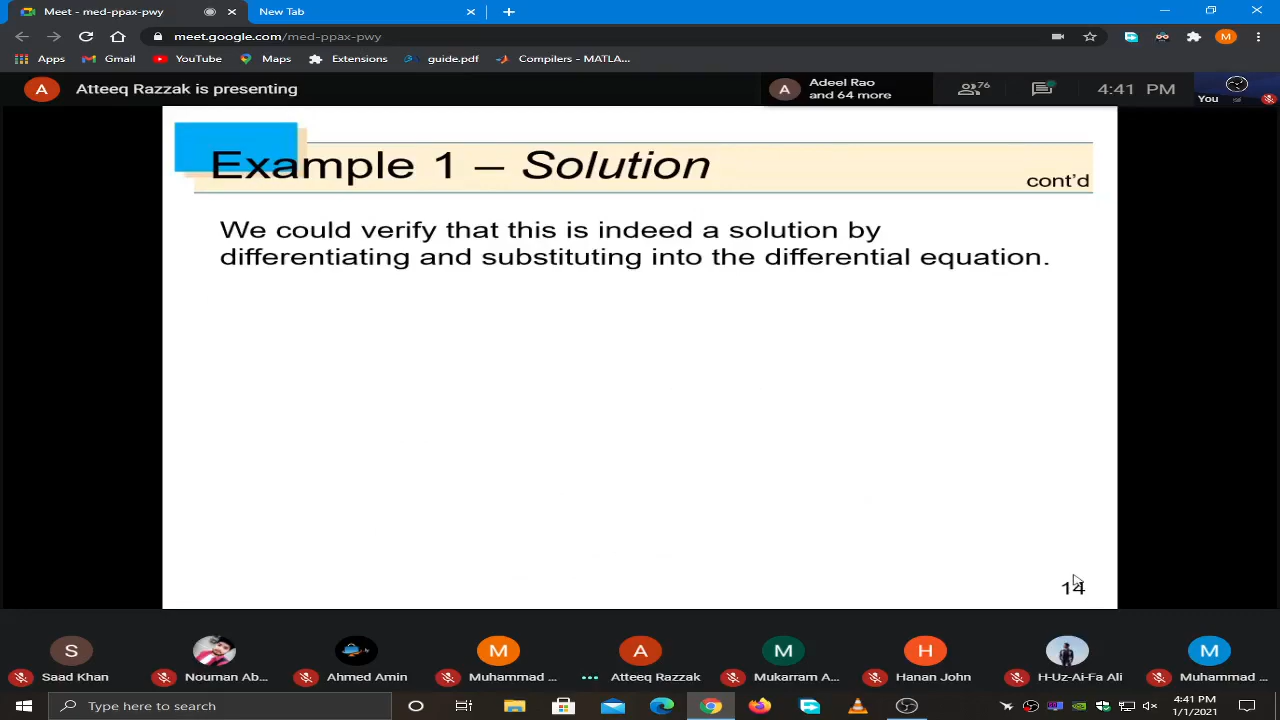 Meet - med-ppax-pwy
New Tab
meet.google.com/med-ppax-pwy
M
Apps
Gmail
YouTube
Maps
Extensions
guide.pdf
Compilers - MATLA...
A
Atteeq Razzak is presenting
A
Adeel Rao
and 64 more
76
4:41 PM
You
Example 1 – Solution
cont'd
We could verify that this is indeed a solution by
differentiating and substituting into the differential equation.
14
S
M
A
M
H
M
Saad Khan
Nouman Ab...
Ahmed Amin
Muhammad ...
Atteeq Razzak
Mukarram A...
Hanan John
H-Uz-Ai-Fa Ali
Muhammad ...
Type here to search
4:41 PM
1/1/2021